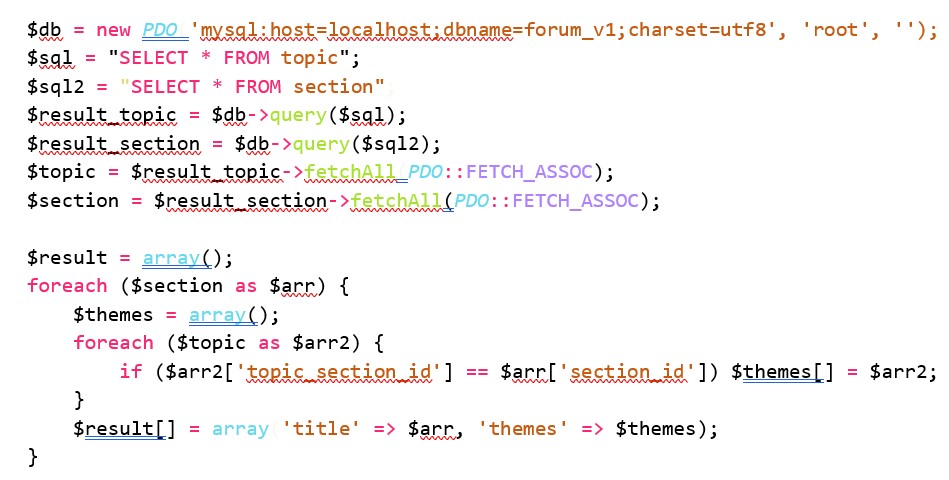 $db = new PDO 'mysql:host=localhost;dbname=forum_v1;charset=utf8', 'root', '');
$sql = "SELECT * FROM topic";
$sql2 = "SELECT * FROM section"
$result_topic = $db->query($sql);
$result_section = $db->query($sql2);
$topic = $result_topic->fetchAll PDO::FETCH_ASSOC);
$section = $result_section->fetchAll(PDO::FETCH_ASSOC);
$result = array();
foreach ($section as $arr) {
    $themes = array();
    foreach ($topic as $arr2) {
        if ($arr2['topic_section_id'] == $arr['section_id']) $themes[] = $arr2;
    }
    $result[] = array 'title' => $arr, 'themes' => $themes);
}